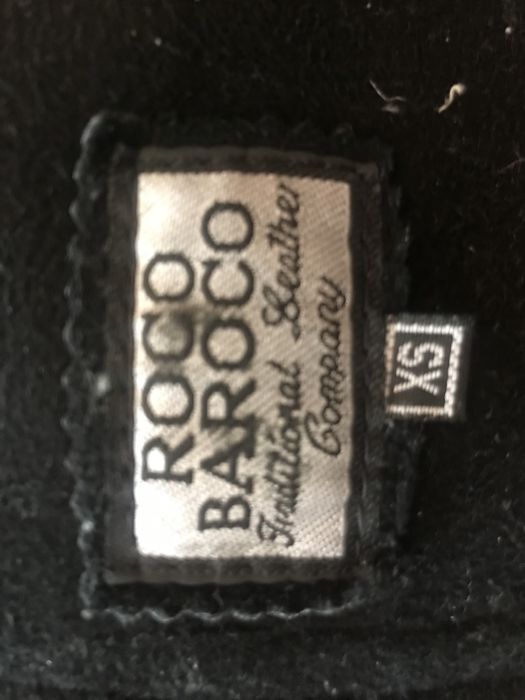 ROCO
BAROCO
Traditional Leather
Company
XS